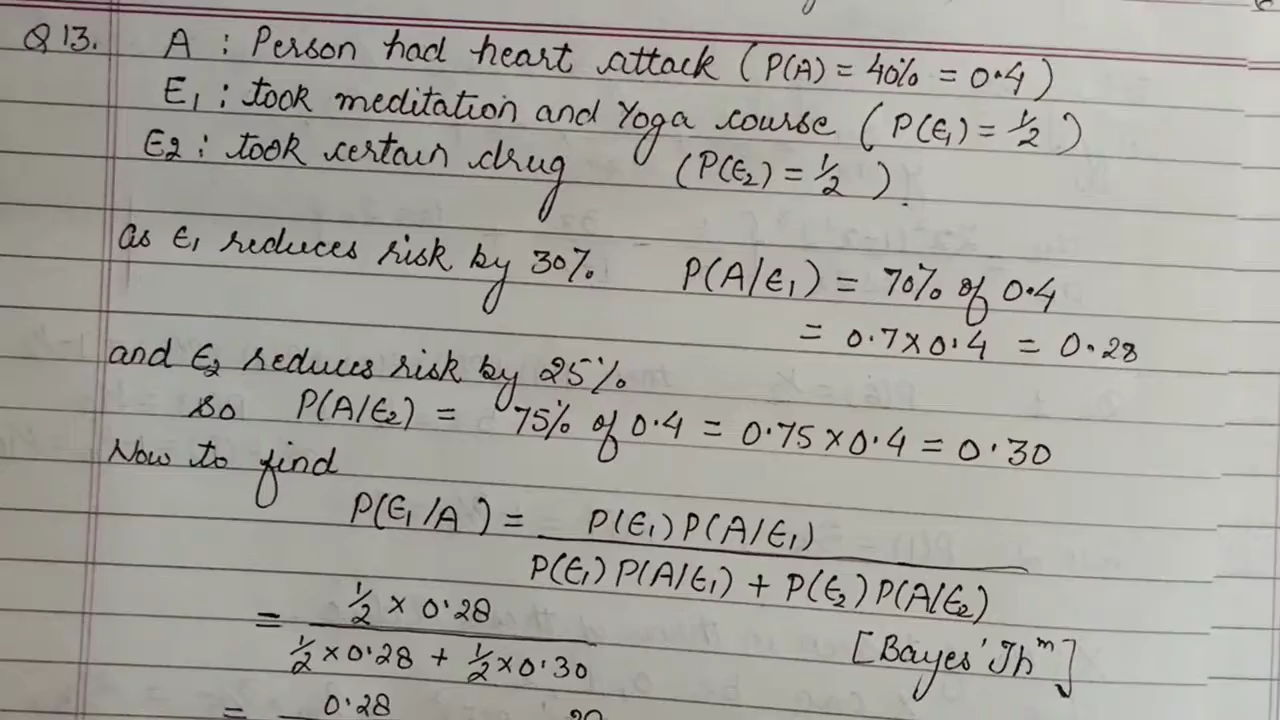 Q 13. A : Person had heart attack (P(A) = 40% = 0.4)
E₁ : took meditation and Yoga course (P(E₁) = 1/2)
E2 : took certain drug (P(E₂) = 1/2).
as E₁ reduces risk by 30%. P(A/E₁) = 70% of 0.4
= 0.7×0.4 = 0.28
and E₂ reduces risk by 25%
so P(A/E₂) = 75% of 0.4 = 0.75×0.4 = 0.30
Now to find
P(E₁/A) = P(E₁) P(A/E₁)
P(E₁) P(A/E₁) + P(E₂) P(A/E₂)
= 1/2 × 0.28
1/2 ×0.28 + 1/2 ×0.30 [Bayes' Thᵐ]
= 0.28